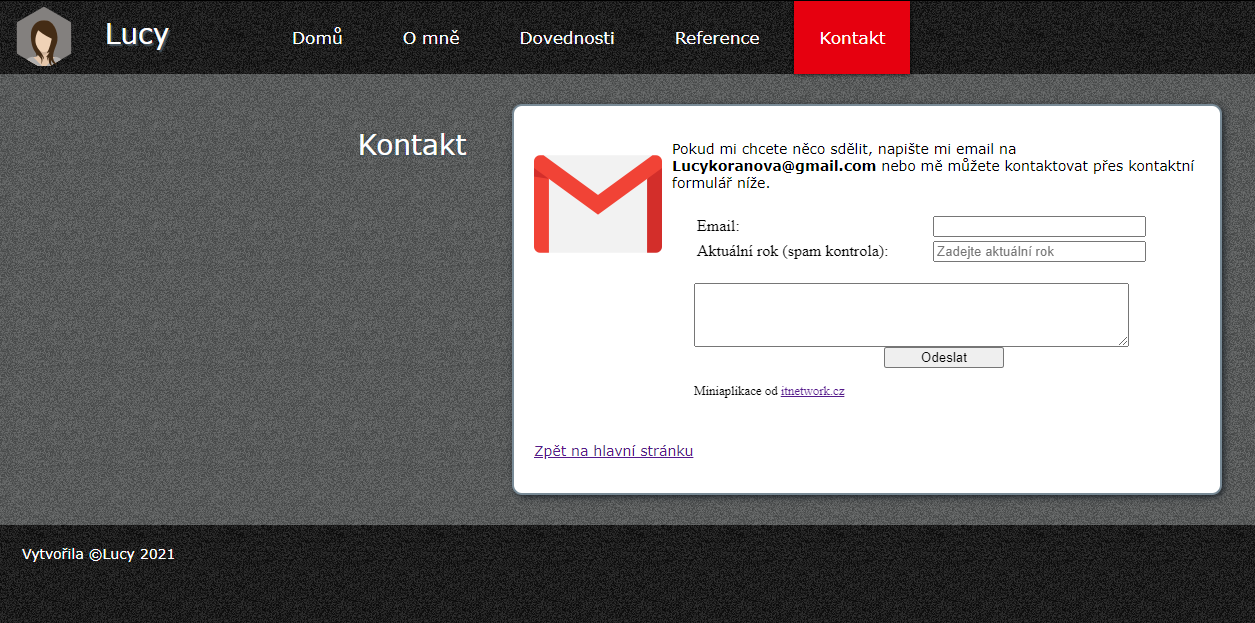 Lucy
Domů O mně Dovednosti Reference Kontakt
Kontakt
Pokud mi chcete něco sdělit, napište mi email na
Lucykoranova@gmail.com nebo mě můžete kontaktovat přes kontaktní
formulář níže.
Email:
Aktuální rok (spam kontrola): Zadejte aktuální rok
Odeslat
Miniaplikace od itnetwork.cz
Zpět na hlavní stránku
Vytvořila ©Lucy 2021